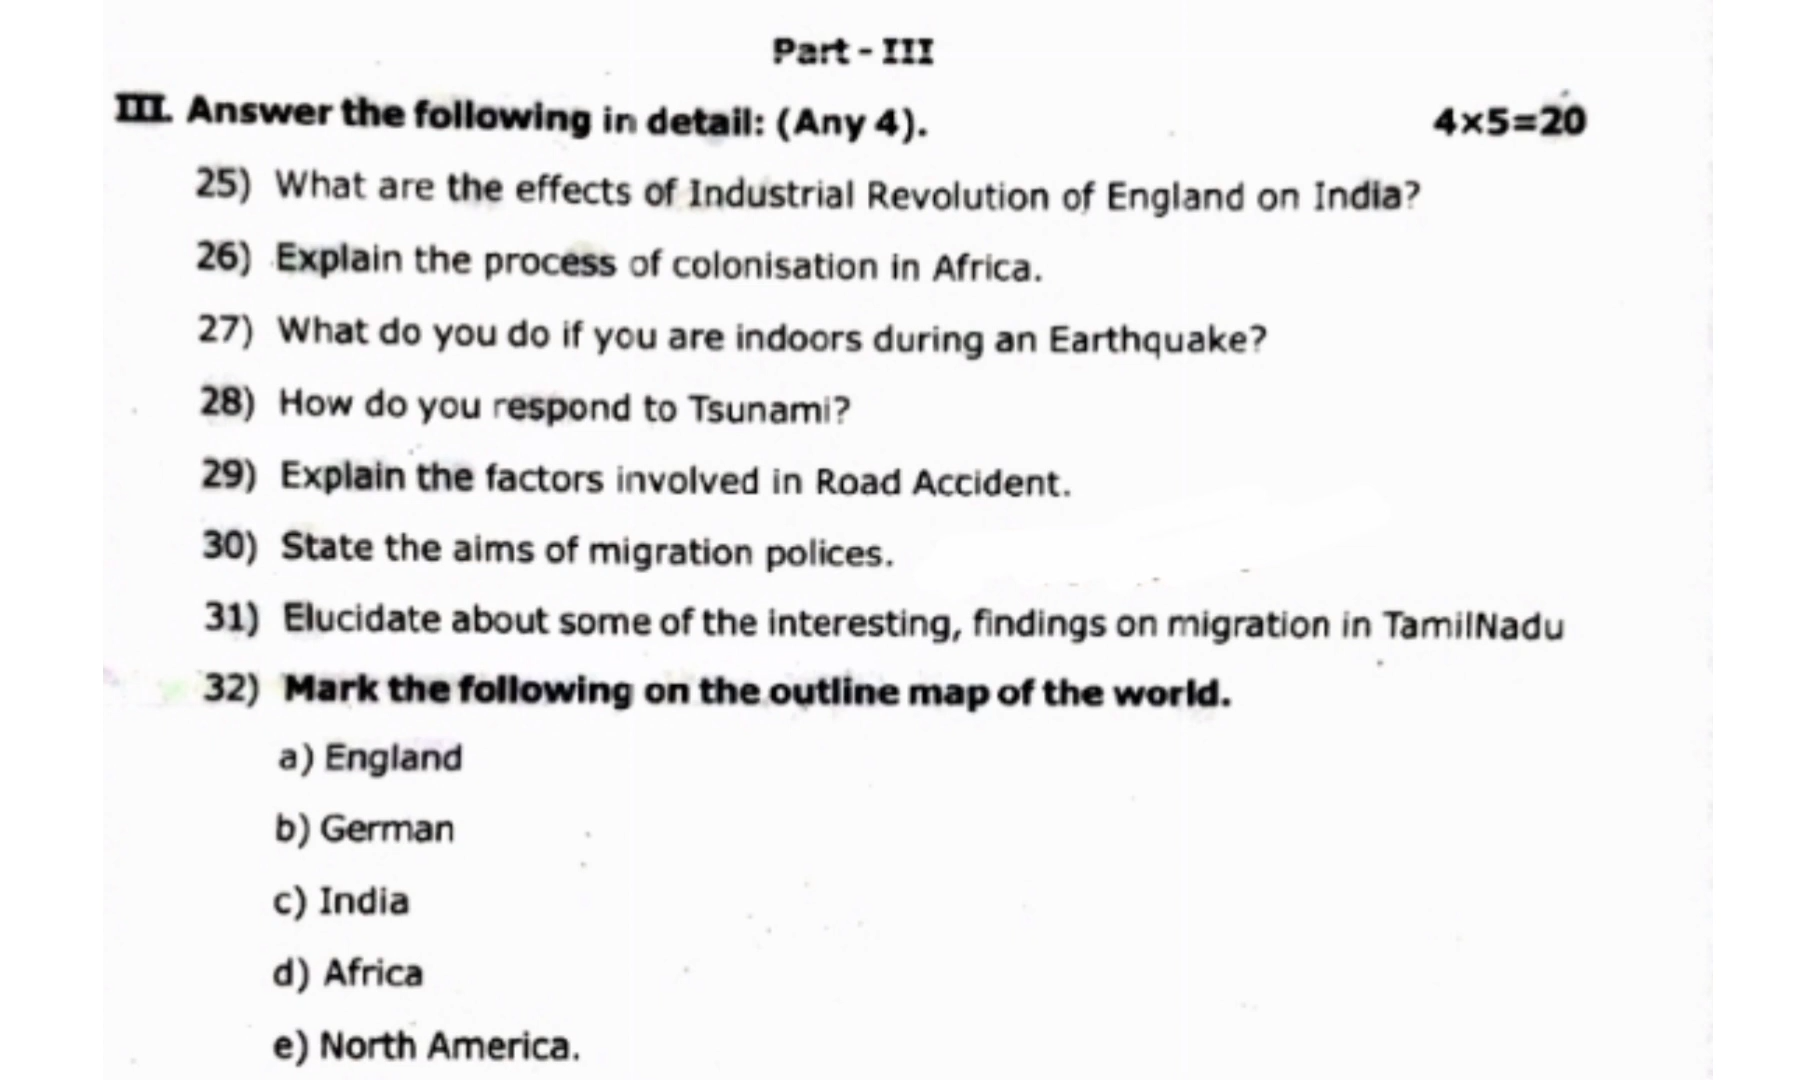 Part - III
III. Answer the following in detail: (Any 4). 4×5=20
25) What are the effects of Industrial Revolution of England on India?
26) Explain the process of colonisation in Africa.
27) What do you do if you are indoors during an Earthquake?
28) How do you respond to Tsunami?
29) Explain the factors involved in Road Accident.
30) State the aims of migration polices.
31) Elucidate about some of the interesting, findings on migration in TamilNadu
32) Mark the following on the outline map of the world.
a) England
b) German
c) India
d) Africa
e) North America.